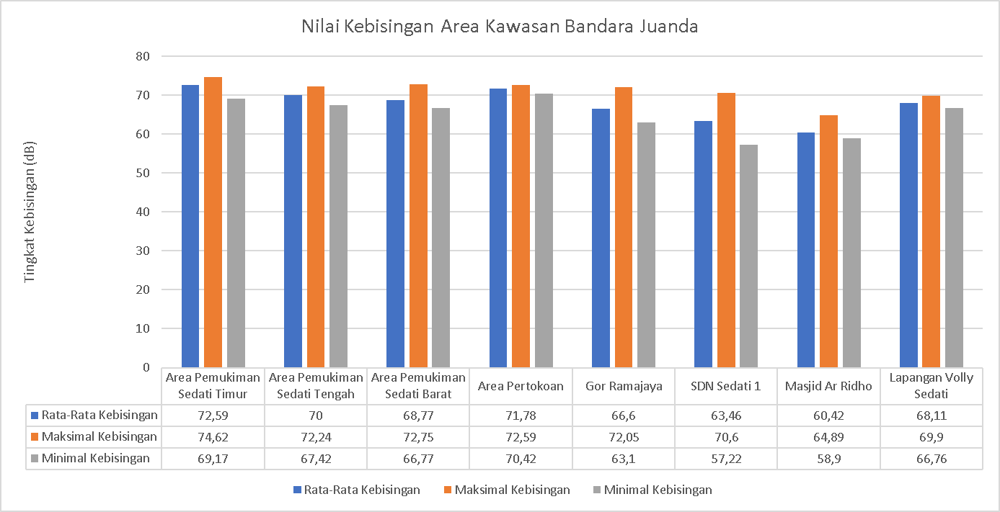 Nilai Kebisingan Area Kawasan Bandara Juanda
Tingkat Kebisingan (dB)
80
70
60
50
40
30
20
10
0
Area Pemukiman Sedati Timur Area Pemukiman Sedati Tengah Area Pemukiman Sedati Barat Area Pertokoan Gor Ramajaya SDN Sedati 1 Masjid Ar Ridho Lapangan Volly Sedati
Rata-Rata Kebisingan 72,59 70 68,77 71,78 66,6 63,46 60,42 68,11
Maksimal Kebisingan 74,62 72,24 72,75 72,59 72,05 70,6 64,89 69,9
Minimal Kebisingan 69,17 67,42 66,77 70,42 63,1 57,22 58,9 66,76
Rata-Rata Kebisingan Maksimal Kebisingan Minimal Kebisingan